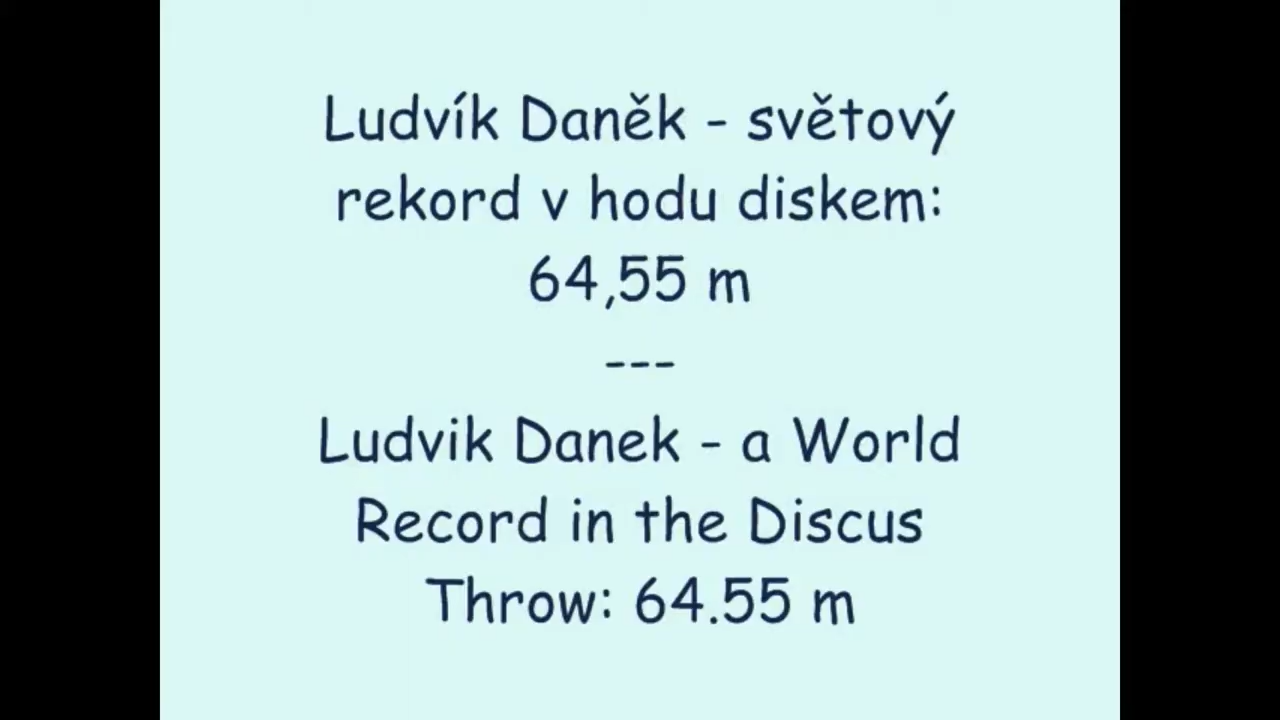 Ludvík Daněk - světový
rekord v hodu diskem:
64,55 m
---
Ludvik Danek - a World
Record in the Discus
Throw: 64.55 m